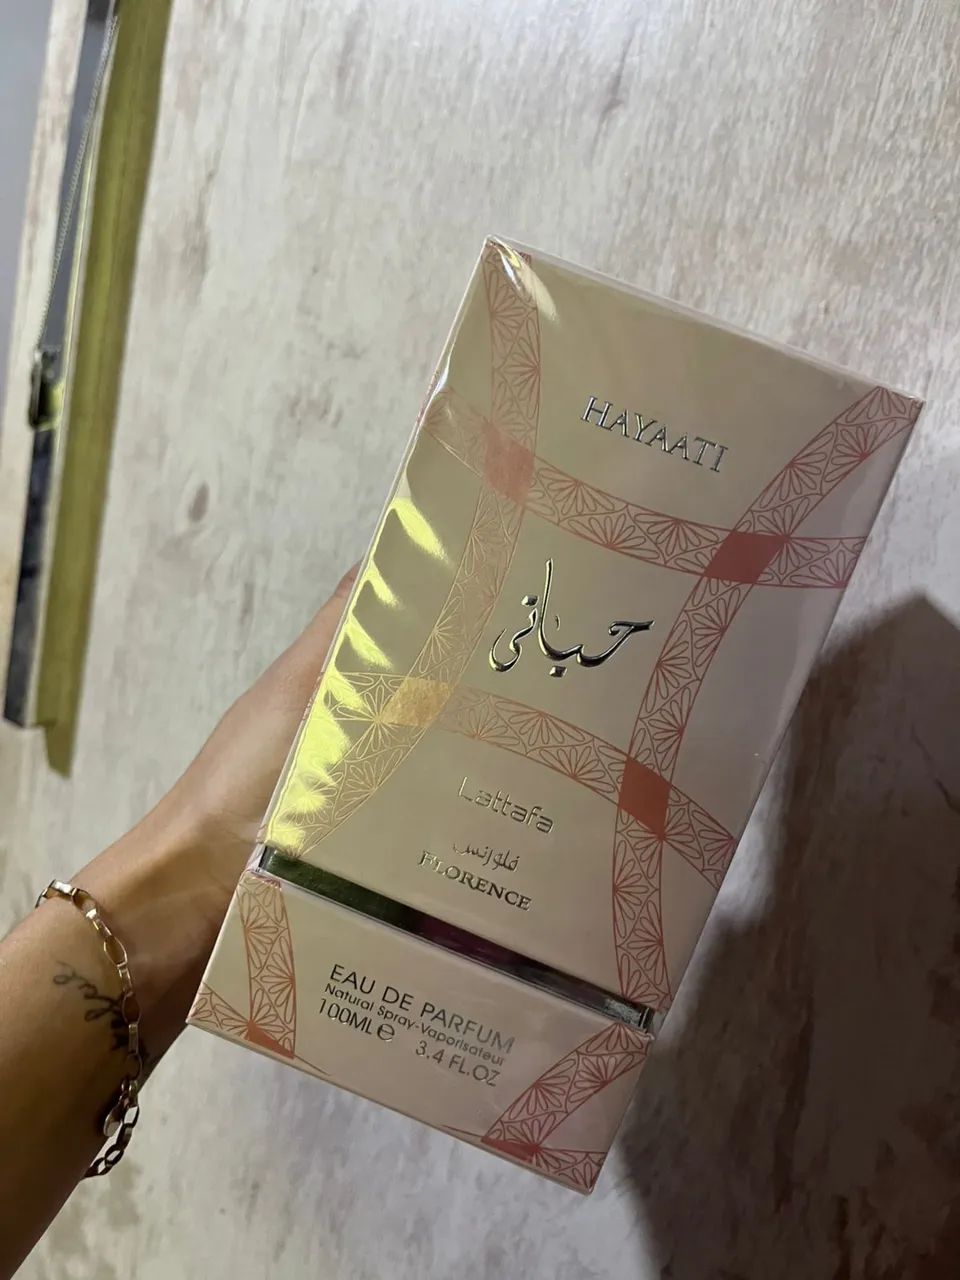 HAYAATI
حياتي
Lattafa
فلورنس
FLORENCE
EAU DE PARFUM
Natural Spray-Vaporisateur
100ML℮ 3.4 FL.OZ